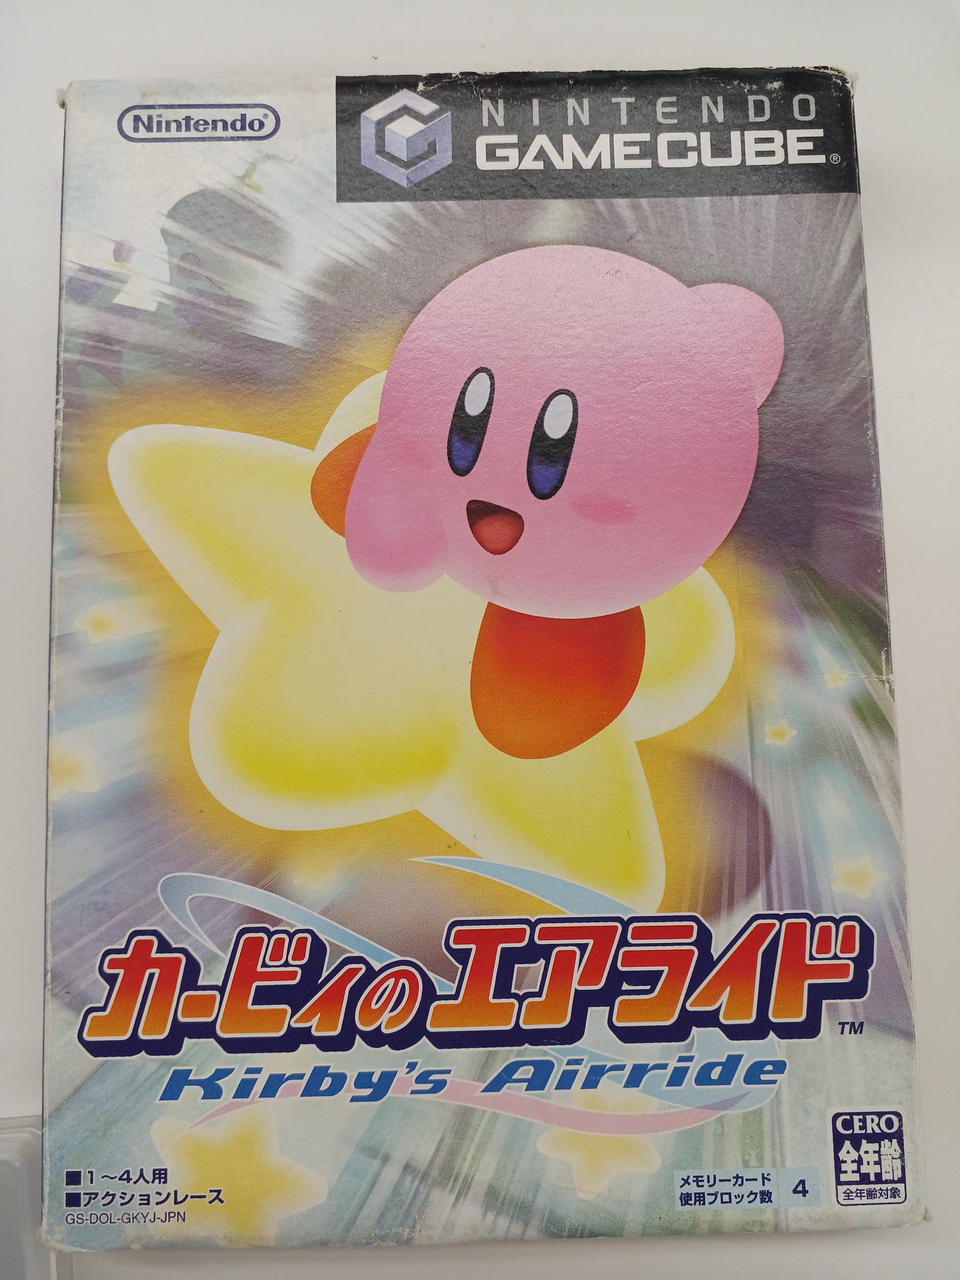 Nintendo®
NINTENDO
GAMECUBE®
カービィのエアライド™
Kirby's Airride
■1～4人用
■アクションレース
GS-DOL-GKYJ-JPN
メモリーカード
使用ブロック数 4
CERO
全年齢
全年齢対象